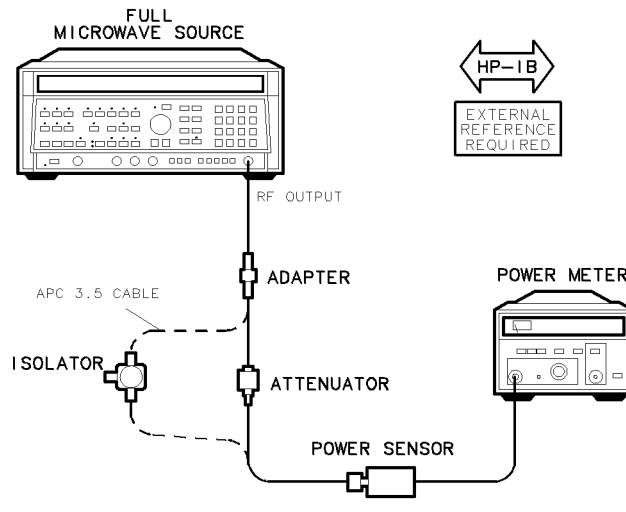 FULL
MICROWAVE SOURCE
HP-IB
EXTERNAL
REFERENCE
REQUIRED
RF OUTPUT
ADAPTER
POWER METER
APC 3.5 CABLE
ISOLATOR
ATTENUATOR
POWER SENSOR